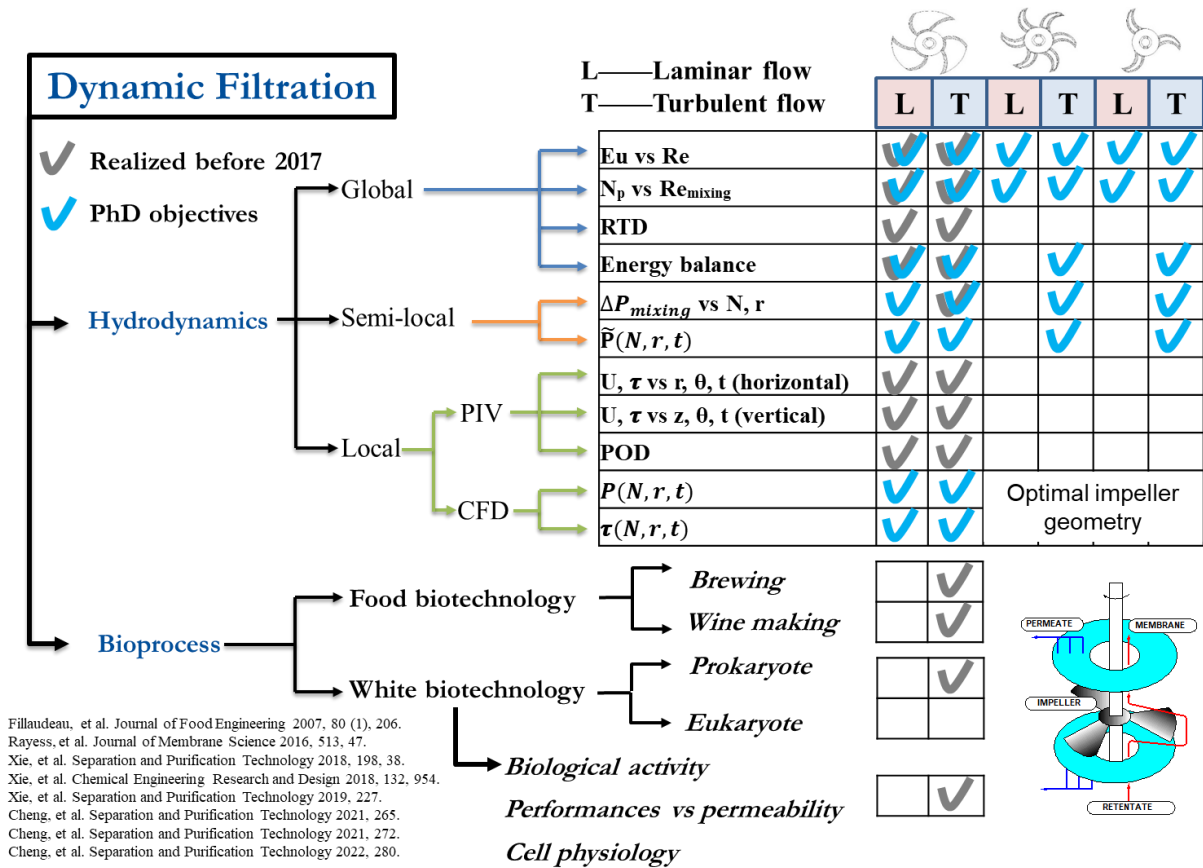 Dynamic Filtration
L——Laminar flow
T——Turbulent flow
L T L T L T
Realized before 2017
PhD objectives
Hydrodynamics
Global
Eu vs Re
Nₚ vs Re_mixing
RTD
Energy balance
Semi-local
ΔP_mixing vs N, r
P̃(N, r, t)
Local
PIV
U, τ vs r, θ, t (horizontal)
U, τ vs z, θ, t (vertical)
POD
CFD
P(N, r, t)
τ(N, r, t)
Optimal impeller
geometry
Bioprocess
Food biotechnology
Brewing
Wine making
White biotechnology
Prokaryote
Eukaryote
Biological activity
Performances vs permeability
Cell physiology
PERMEATE
MEMBRANE
IMPELLER
RETENTATE
Fillaudeau, et al. Journal of Food Engineering 2007, 80 (1), 206.
Rayess, et al. Journal of Membrane Science 2016, 513, 47.
Xie, et al. Separation and Purification Technology 2018, 198, 38.
Xie, et al. Chemical Engineering Research and Design 2018, 132, 954.
Xie, et al. Separation and Purification Technology 2019, 227.
Cheng, et al. Separation and Purification Technology 2021, 265.
Cheng, et al. Separation and Purification Technology 2021, 272.
Cheng, et al. Separation and Purification Technology 2022, 280.